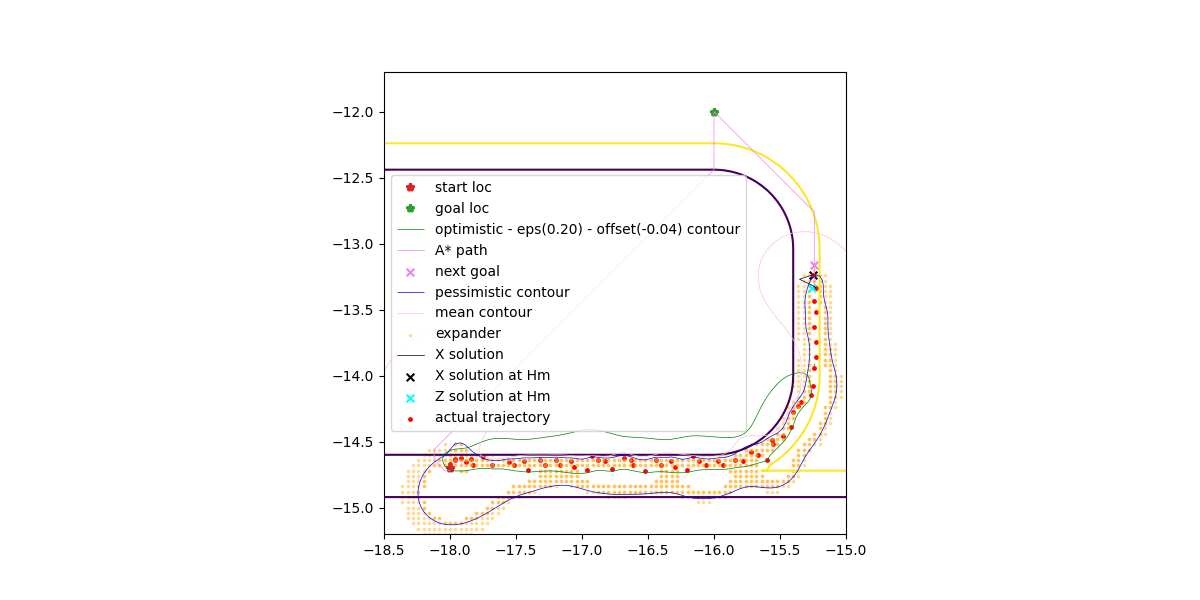 −12.0
−12.5
−13.0
−13.5
−14.0
−14.5
−15.0
start loc
goal loc
optimistic - eps(0.20) - offset(-0.04) contour
A* path
next goal
pessimistic contour
mean contour
expander
X solution
X solution at Hm
Z solution at Hm
actual trajectory
−18.5 −18.0 −17.5 −17.0 −16.5 −16.0 −15.5 −15.0